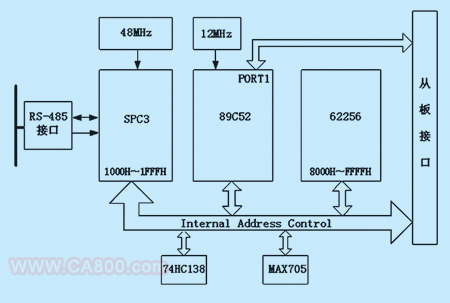 48MHz
12MHz
PORT1
RS-485
接口
SPC3
89C52
62256
1000H～1FFFH
8000H～FFFFH
从
板
接
口
Internal Address Control
74HC138
MAX705
WWW.CA800.com